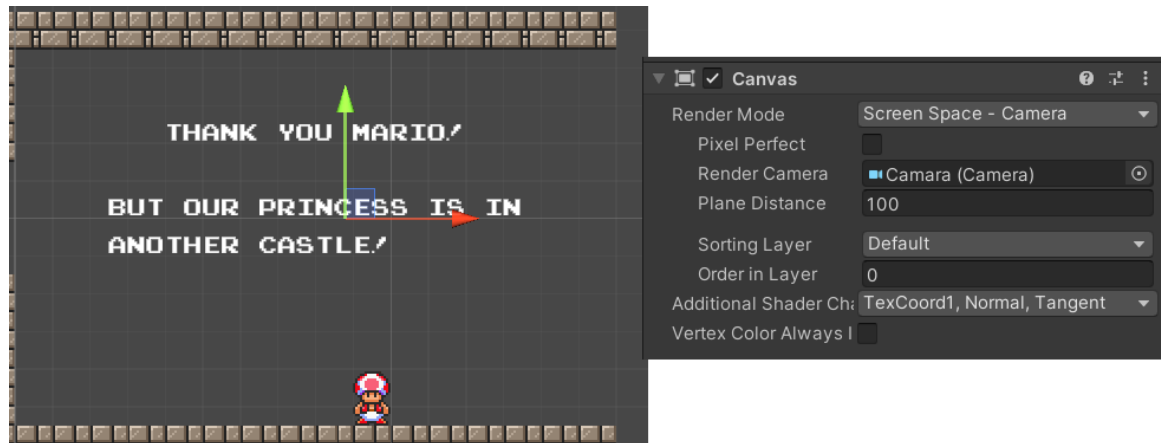 THANK YOU MARIO!
BUT OUR PRINCESS IS IN
ANOTHER CASTLE!
Canvas
Render Mode Screen Space - Camera
Pixel Perfect
Render Camera Camara (Camera)
Plane Distance 100
Sorting Layer Default
Order in Layer 0
Additional Shader Cha TexCoord1, Normal, Tangent
Vertex Color Always I